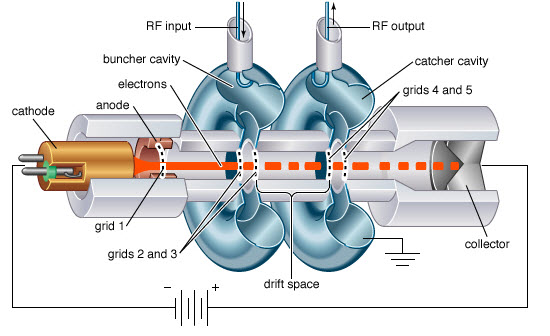 RF input
RF output
buncher cavity
catcher cavity
electrons
grids 4 and 5
anode
cathode
grid 1
grids 2 and 3
collector
drift space
− +